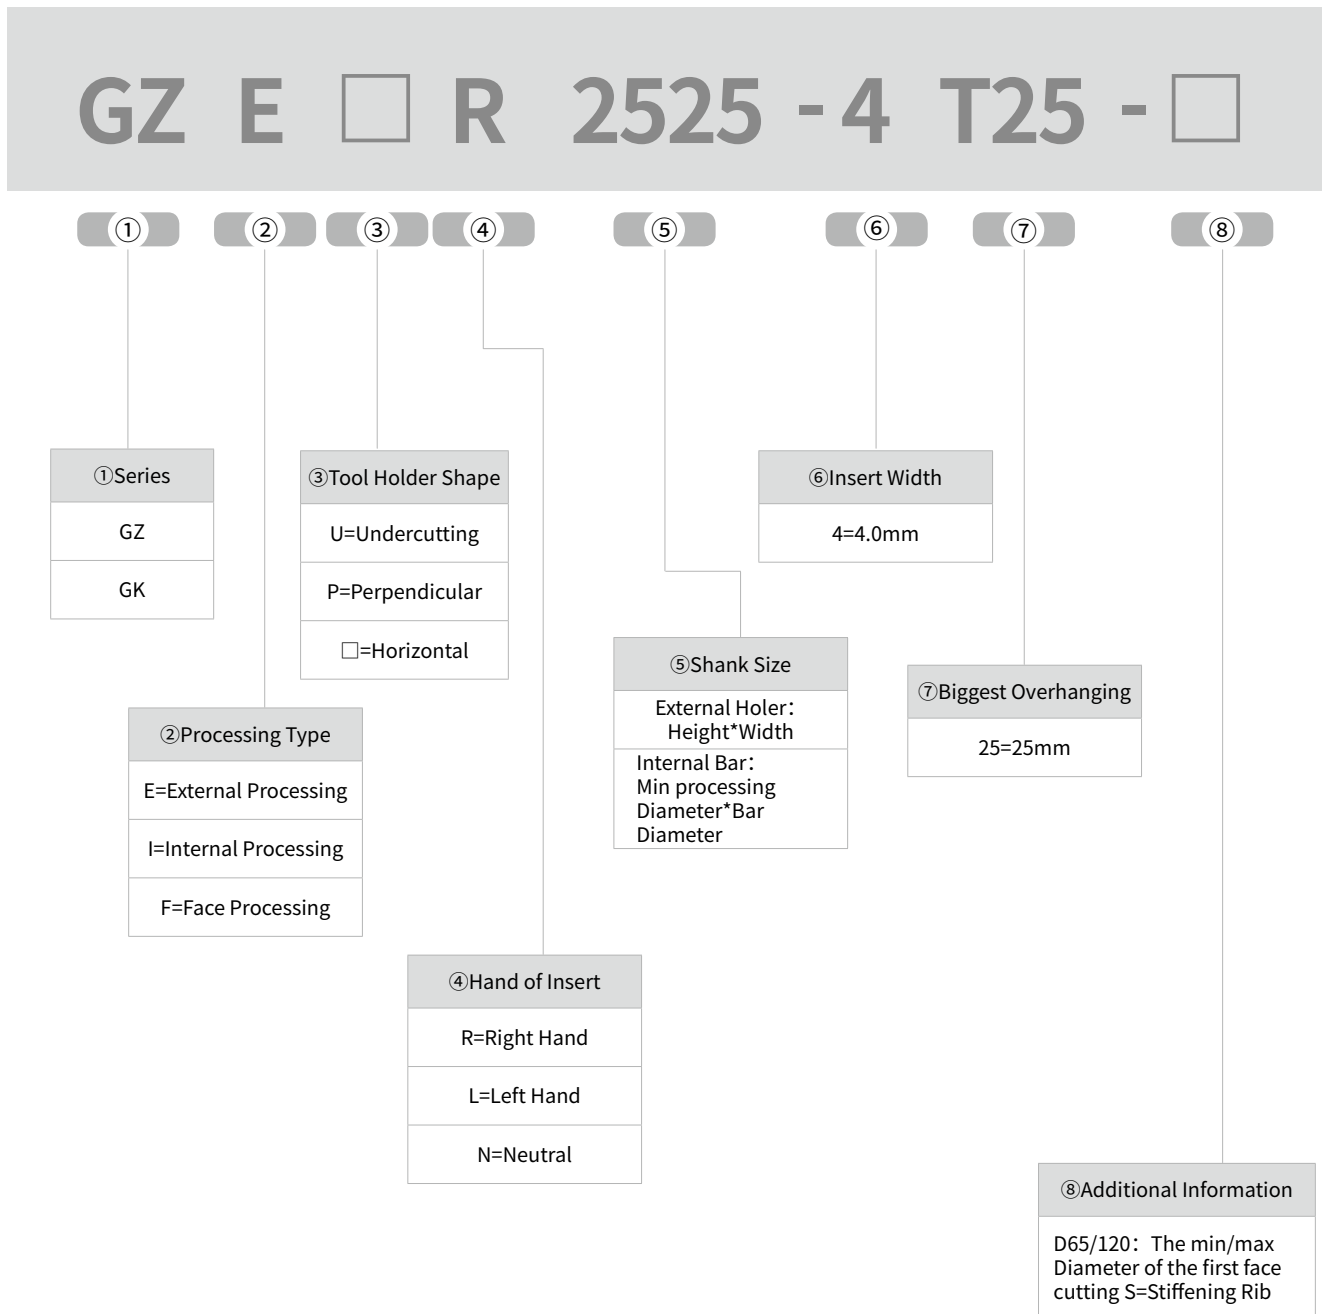 GZ E □ R 2525 - 4 T25 - □
① ② ③ ④ ⑤ ⑥ ⑦ ⑧
①Series
GZ
GK
③Tool Holder Shape
U=Undercutting
P=Perpendicular
□=Horizontal
⑥Insert Width
4=4.0mm
⑤Shank Size
External Holer：
Height*Width
Internal Bar：
Min processing
Diameter*Bar
Diameter
⑦Biggest Overhanging
25=25mm
②Processing Type
E=External Processing
I=Internal Processing
F=Face Processing
④Hand of Insert
R=Right Hand
L=Left Hand
N=Neutral
⑧Additional Information
D65/120：The min/max
Diameter of the first face
cutting S=Stiffening Rib